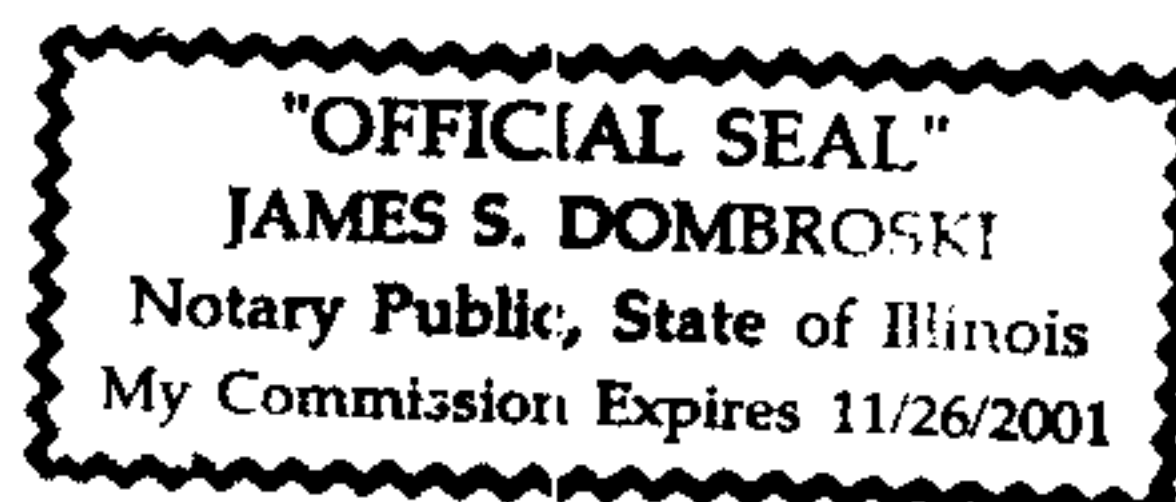 "OFFICIAL SEAL"
JAMES S. DOMBROSKI
Notary Public, State of Illinois
My Commission Expires 11/26/2001